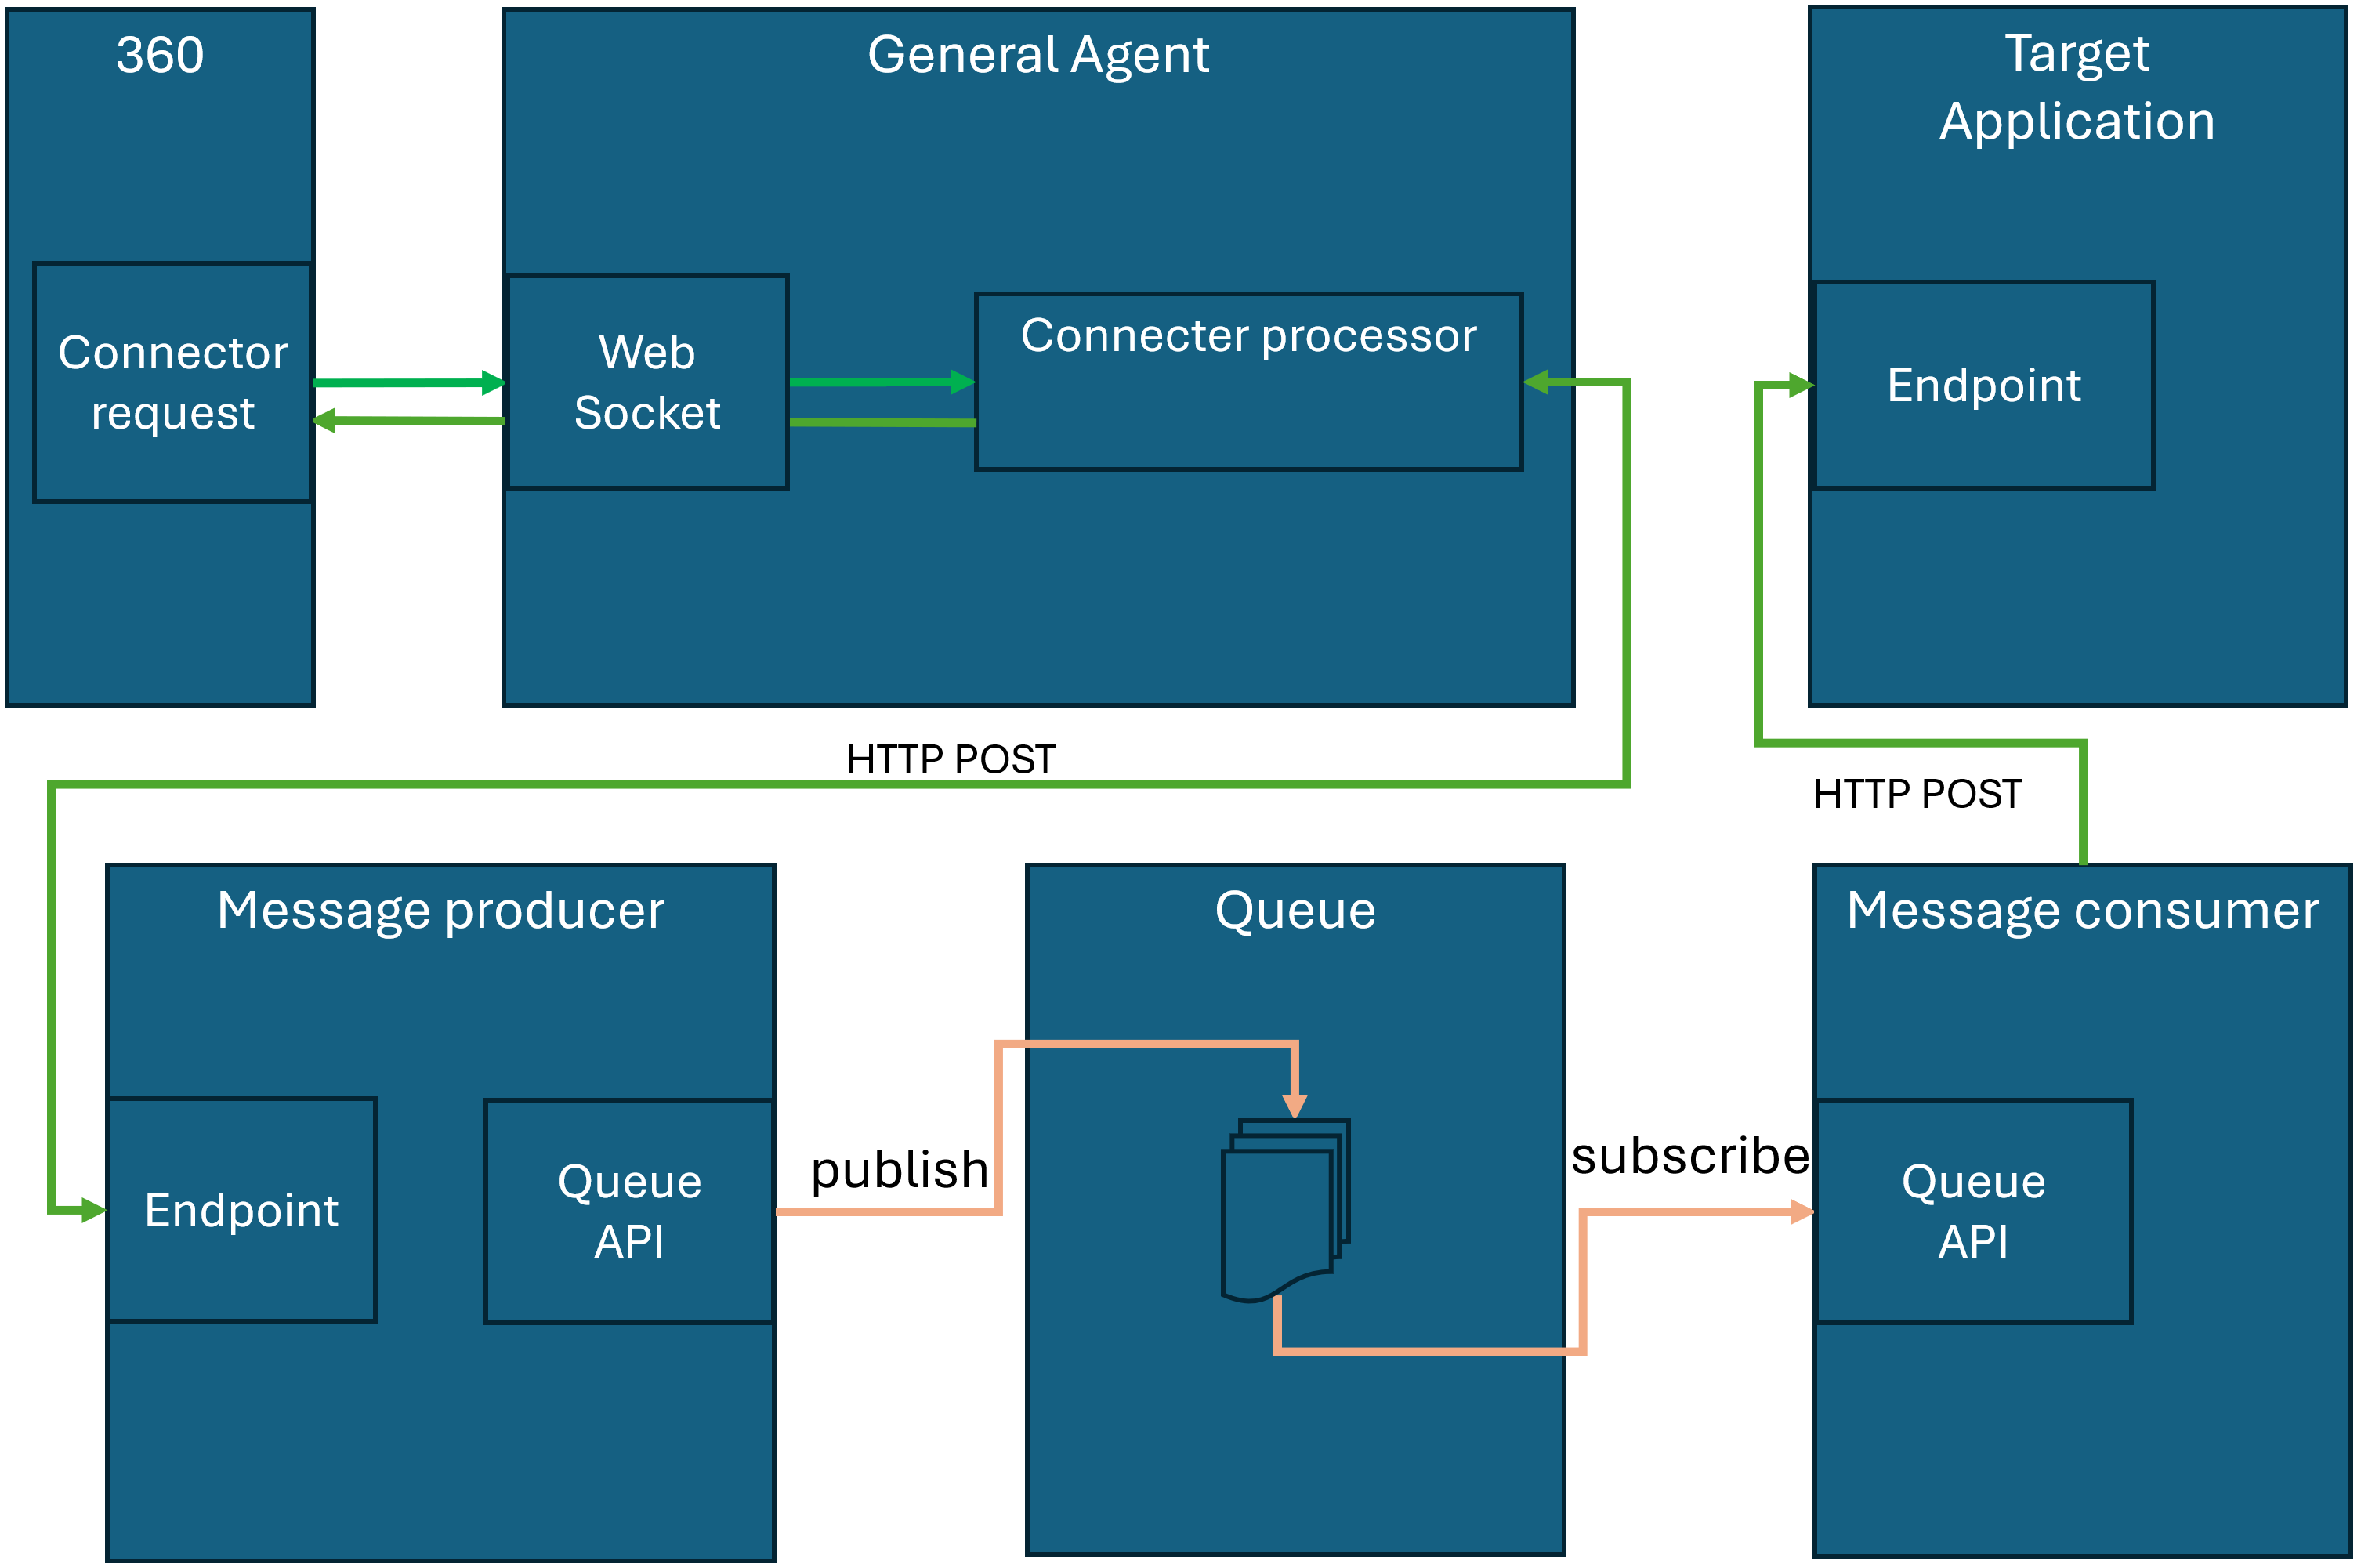 360
General Agent
Target
Application
Connector
request
Web
Socket
Connecter processor
Endpoint
HTTP POST
HTTP POST
Message producer
Queue
Message consumer
Endpoint
Queue
API
publish
subscribe
Queue
API